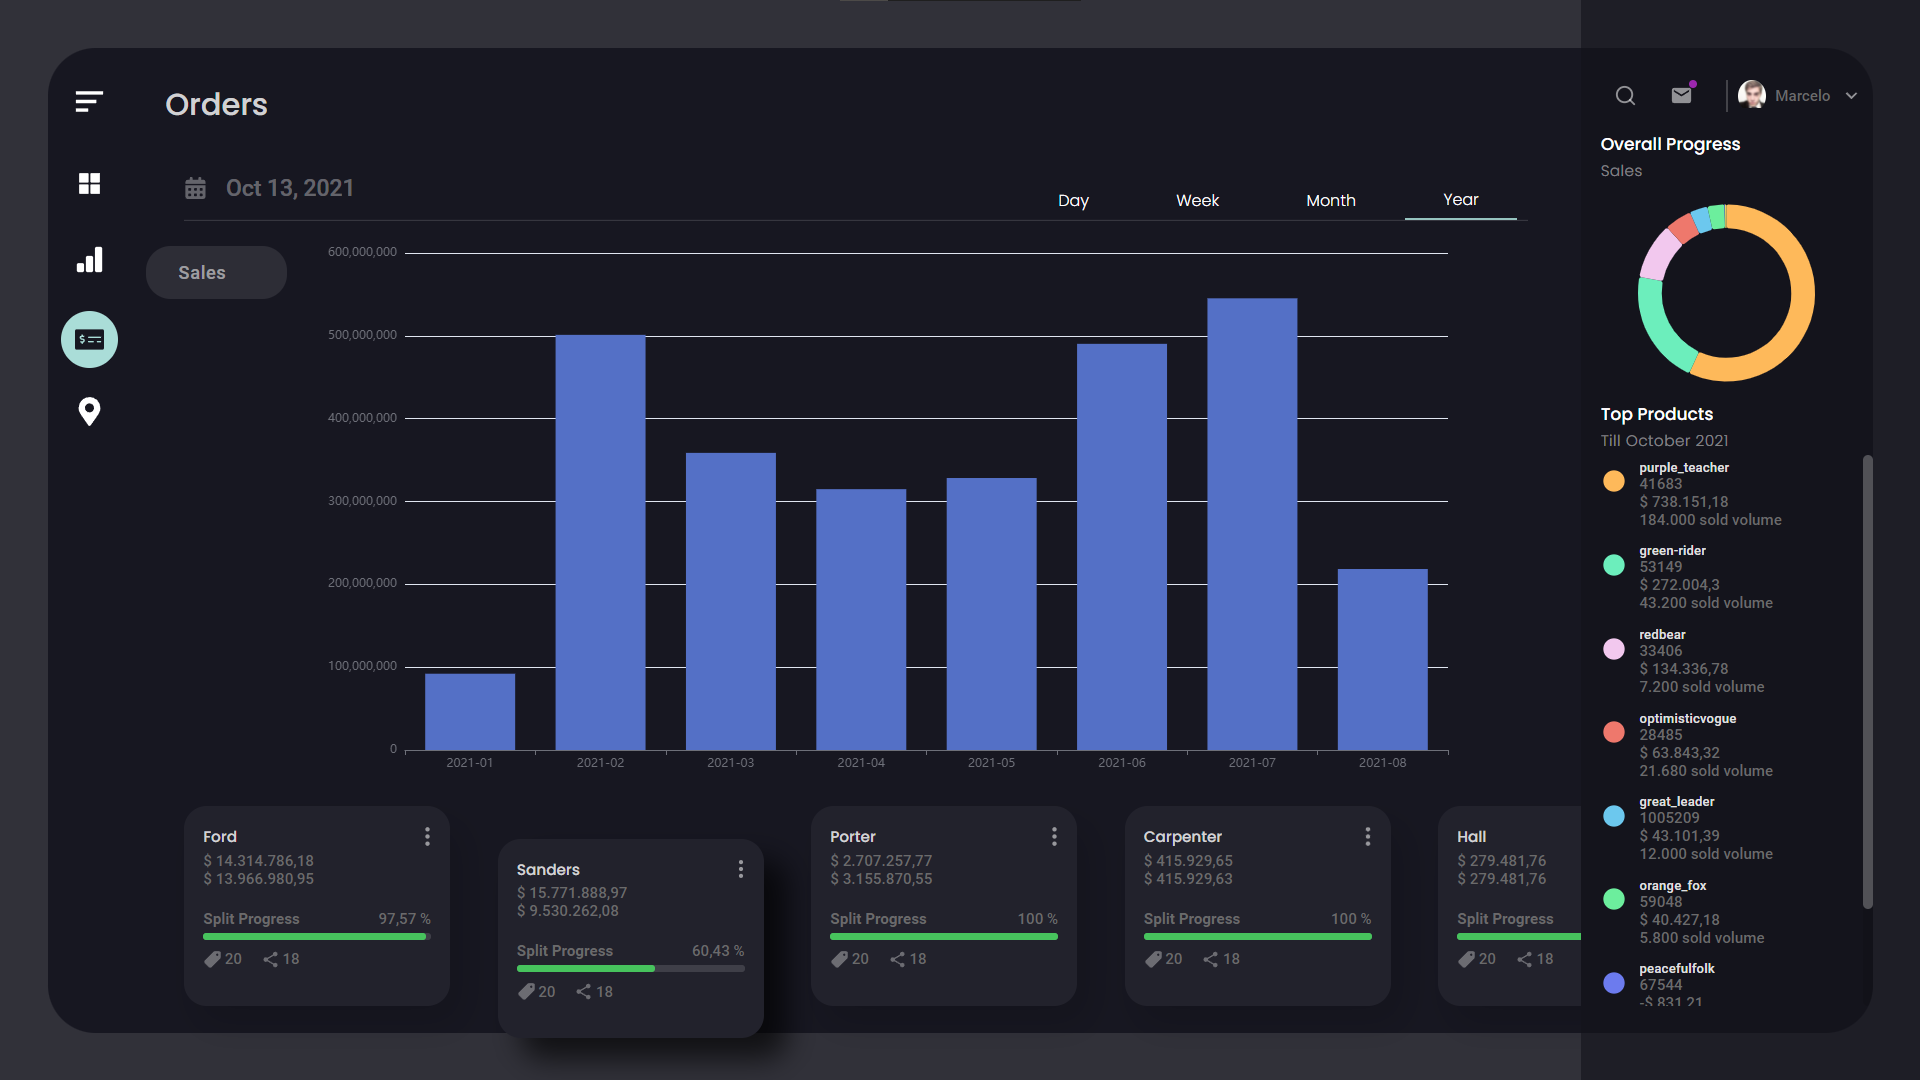 Orders
Marcelo
Oct 13, 2021
Day Week Month Year
Sales
600,000,000
500,000,000
400,000,000
300,000,000
200,000,000
100,000,000
0
2021-01 2021-02 2021-03 2021-04 2021-05 2021-06 2021-07 2021-08
Ford
$ 14.314.786,18
$ 13.966.980,95
Split Progress 97,57 %
20 18
Sanders
$ 15.771.888,97
$ 9.530.262,08
Split Progress 60,43 %
20 18
Porter
$ 2.707.257,77
$ 3.155.870,55
Split Progress 100 %
20 18
Carpenter
$ 415.929,65
$ 415.929,63
Split Progress 100 %
20 18
Hall
$ 279.481,76
$ 279.481,76
Split Progress
20 18
Overall Progress
Sales
Top Products
Till October 2021
purple_teacher
41683
$ 738.151,18
184.000 sold volume
green-rider
53149
$ 272.004,3
43.200 sold volume
redbear
33406
$ 134.336,78
7.200 sold volume
optimisticvogue
28485
$ 63.843,32
21.680 sold volume
great_leader
1005209
$ 43.101,39
12.000 sold volume
orange_fox
59048
$ 40.427,18
5.800 sold volume
peacefulfolk
67544
-$ 831,21